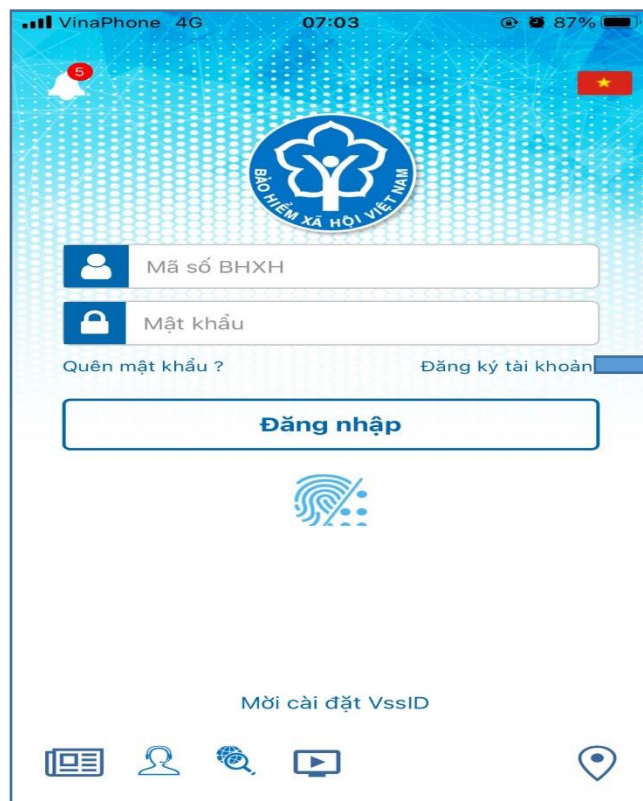 VinaPhone 4G 07:03 87%
5
BẢO HIỂM XÃ HỘI VIỆT NAM
Mã số BHXH
Mật khẩu
Quên mật khẩu ? Đăng ký tài khoản
Đăng nhập
Mời cài đặt VssID